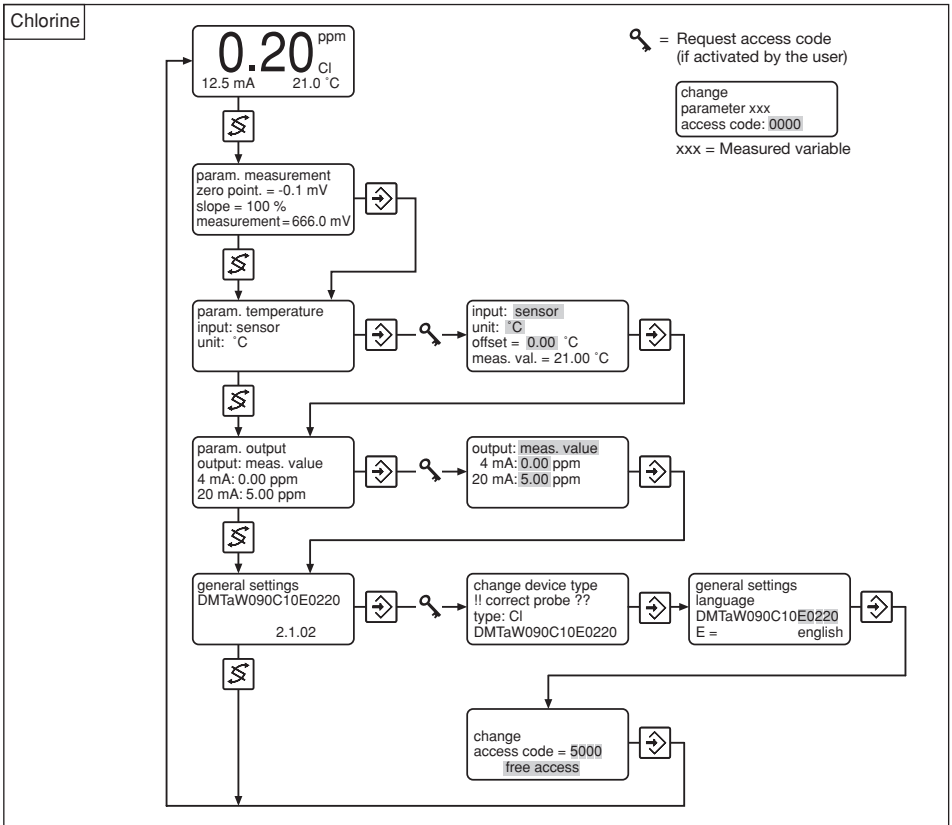 Chlorine
0.20 ppm
Cl
12.5 mA 21.0 °C
= Request access code
(if activated by the user)
change
parameter xxx
access code: 0000
xxx = Measured variable
param. measurement
zero point. = -0.1 mV
slope = 100 %
measurement = 666.0 mV
param. temperature
input: sensor
unit: °C
input: sensor
unit: °C
offset = 0.00 °C
meas. val. = 21.00 °C
param. output
output: meas. value
4 mA: 0.00 ppm
20 mA: 5.00 ppm
output: meas. value
4 mA: 0.00 ppm
20 mA: 5.00 ppm
general settings
DMTaW090C10E0220
2.1.02
change device type
!! correct probe ??
type: Cl
DMTaW090C10E0220
general settings
language
DMTaW090C10E0220
E = english
change
access code = 5000
free access